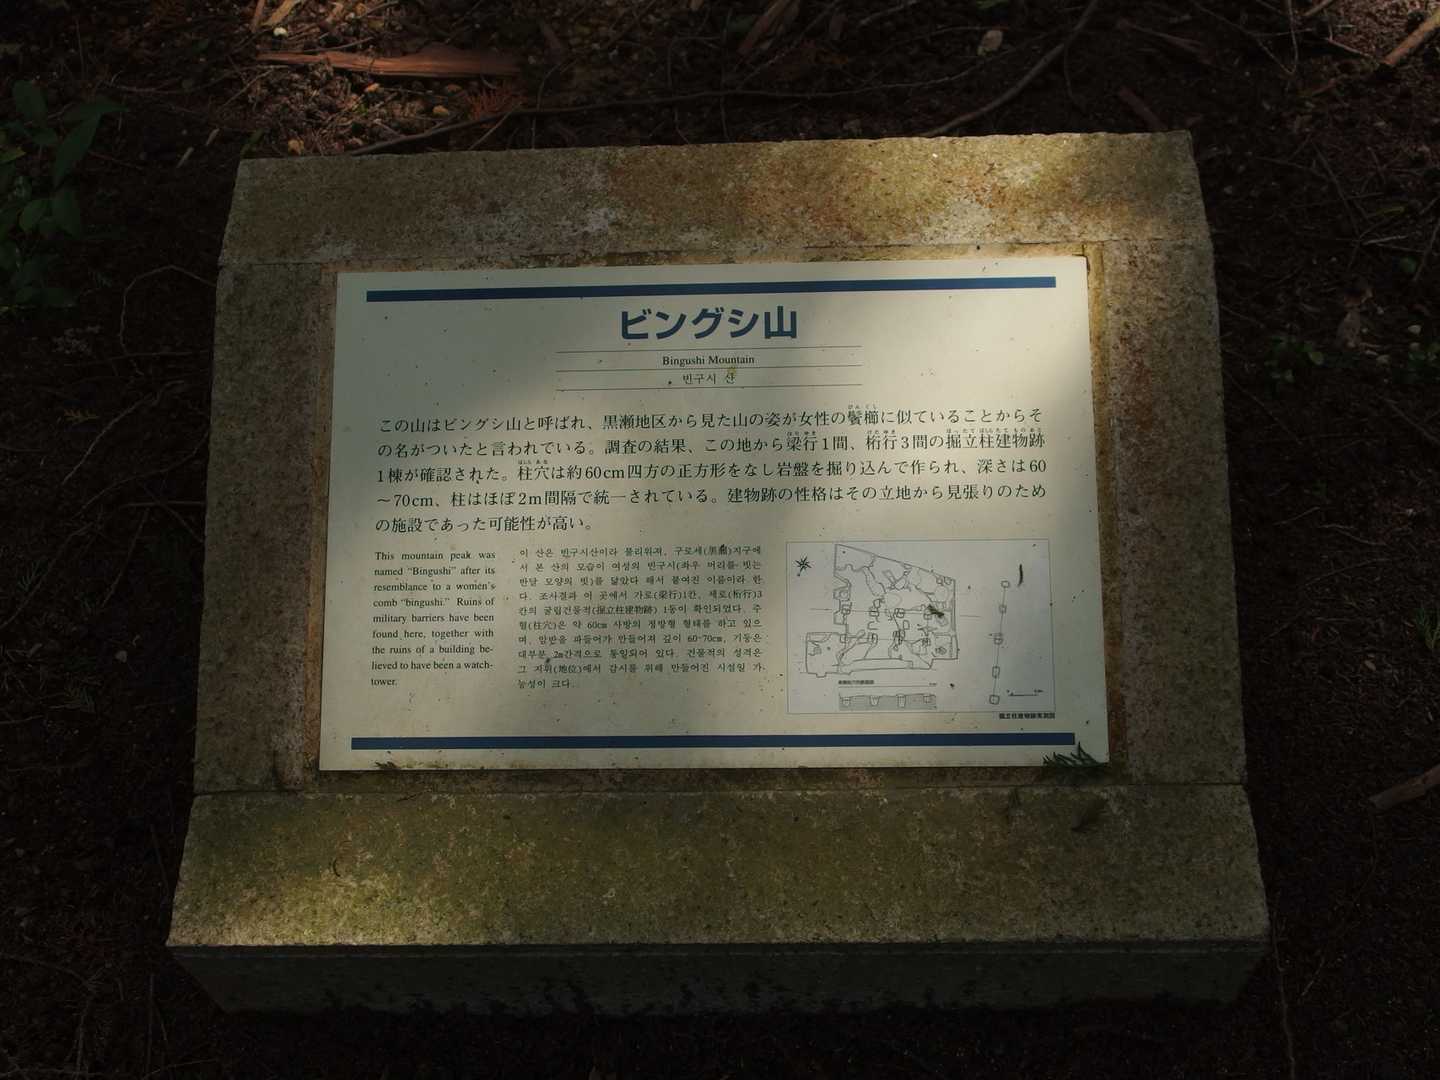 ビングシ山
Bingushi Mountain
빈구시 산
この山はビングシ山と呼ばれ、黒瀬地区から見た山の姿が女性の鬢櫛に似ていることからそ
の名がついたと言われている。調査の結果、この地から梁行1間、桁行3間の掘立柱建物跡
1棟が確認された。柱穴は約60cm四方の正方形をなし岩盤を掘り込んで作られ、深さは60
～70cm、柱はほぼ2m間隔で統一されている。建物跡の性格はその立地から見張りのため
の施設であった可能性が高い。
This mountain peak was
named "Bingushi" after its
resemblance to a women's
comb "bingushi." Ruins of
military barriers have been
found here, together with
the ruins of a building be-
lieved to have been a watch-
tower.
이 산은 빈구시산이라 불리워져, 구로세(黒瀬)지구에
서 본 산의 모습이 여성의 빈구시(좌우 머리를 빗는
반달 모양의 빗)를 닮았다 해서 붙여진 이름이라 한
다. 조사결과 이 곳에서 가로(梁行)1칸, 세로(桁行)3
칸의 굴립건물적(掘立柱建物跡) 1동이 확인되었다. 주
혈(柱穴)은 약 60cm 사방의 정방형 형태를 하고 있으
며, 암반을 파들어가 만들어져 깊이 60~70cm, 기둥은
대부분 2m간격으로 통일되어 있다. 건물적의 성격은
그 지위(地位)에서 감시를 위해 만들어진 시설일 가
능성이 크다.
掘立柱建物跡実測図